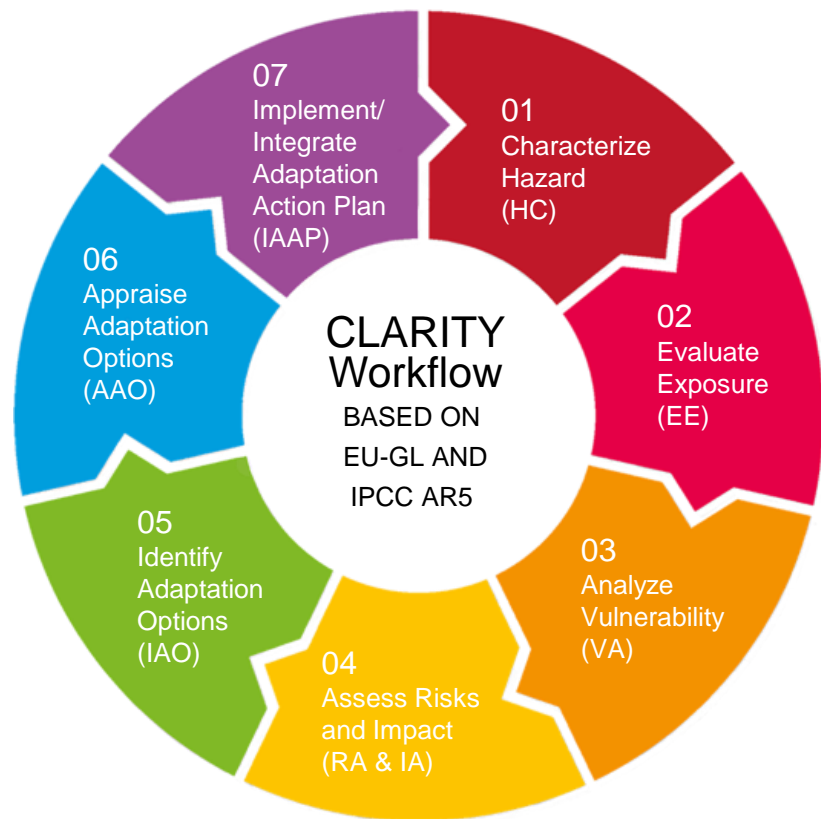 CLARITY
Workflow
BASED ON
EU-GL AND
IPCC AR5
01
Characterize
Hazard
(HC)
02
Evaluate
Exposure
(EE)
03
Analyze
Vulnerability
(VA)
04
Assess Risks
and Impact
(RA & IA)
05
Identify
Adaptation
Options
(IAO)
06
Appraise
Adaptation
Options
(AAO)
07
Implement/
Integrate
Adaptation
Action Plan
(IAAP)